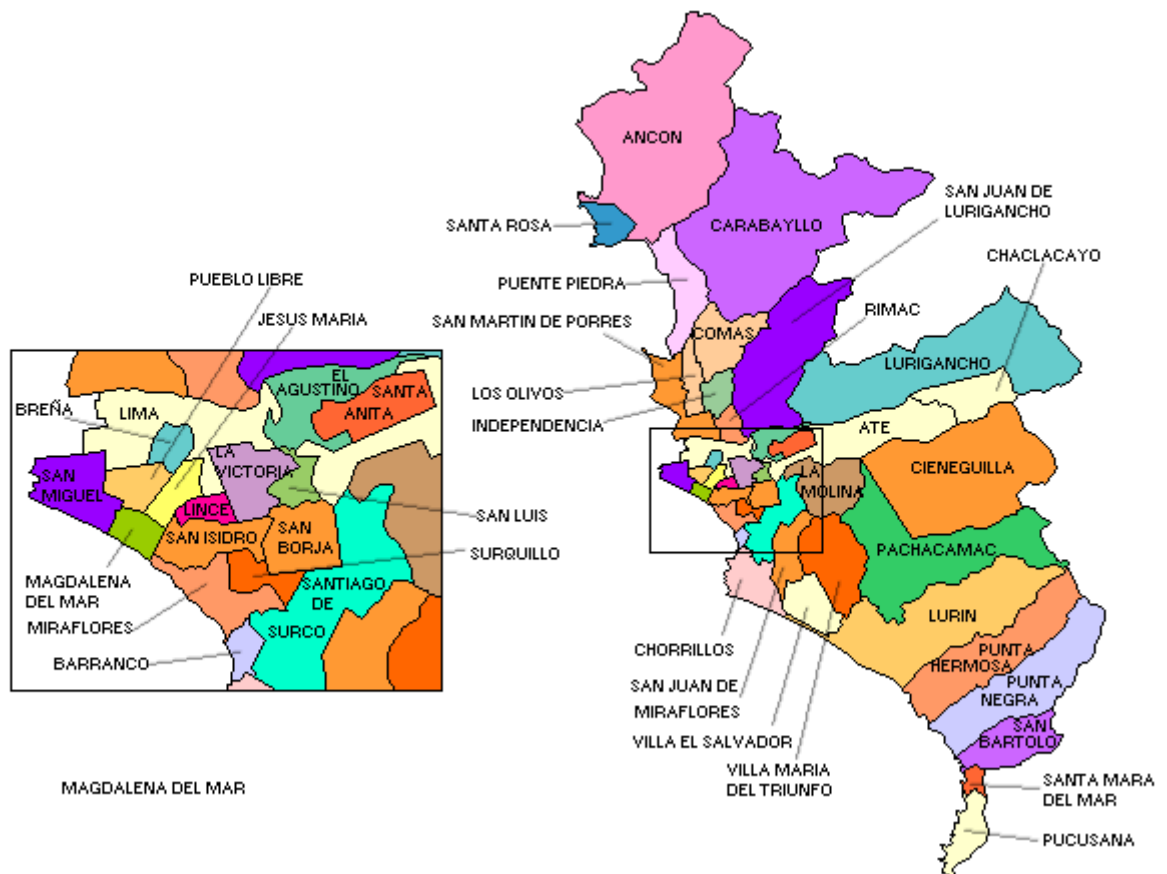 ANCON
SAN JUAN DE
LURIGANCHO
SANTA ROSA
CARABAYLLO
CHACLACAYO
PUEBLO LIBRE
PUENTE PIEDRA
RIMAC
JESUS MARIA
SAN MARTIN DE PORRES
COMAS
LURIGANCHO
EL
AGUSTINO
SANTA
ANITA
BREÑA
LIMA
LOS OLIVOS
INDEPENDENCIA
ATE
LA
VICTORIA
CIENEGUILLA
SAN
MIGUEL
LA
MOLINA
LINCE
SAN LUIS
SAN ISIDRO
SAN
BORJA
SURQUILLO
PACHACAMAC
MAGDALENA
DEL MAR
SANTIAGO
DE
SURCO
MIRAFLORES
LURIN
BARRANCO
CHORRILLOS
PUNTA
HERMOSA
SAN JUAN DE
MIRAFLORES
PUNTA
NEGRA
VILLA EL SALVADOR
SAN
BARTOLO
VILLA MARIA
DEL TRIUNFO
MAGDALENA DEL MAR
SANTA MARA
DEL MAR
PUCUSANA